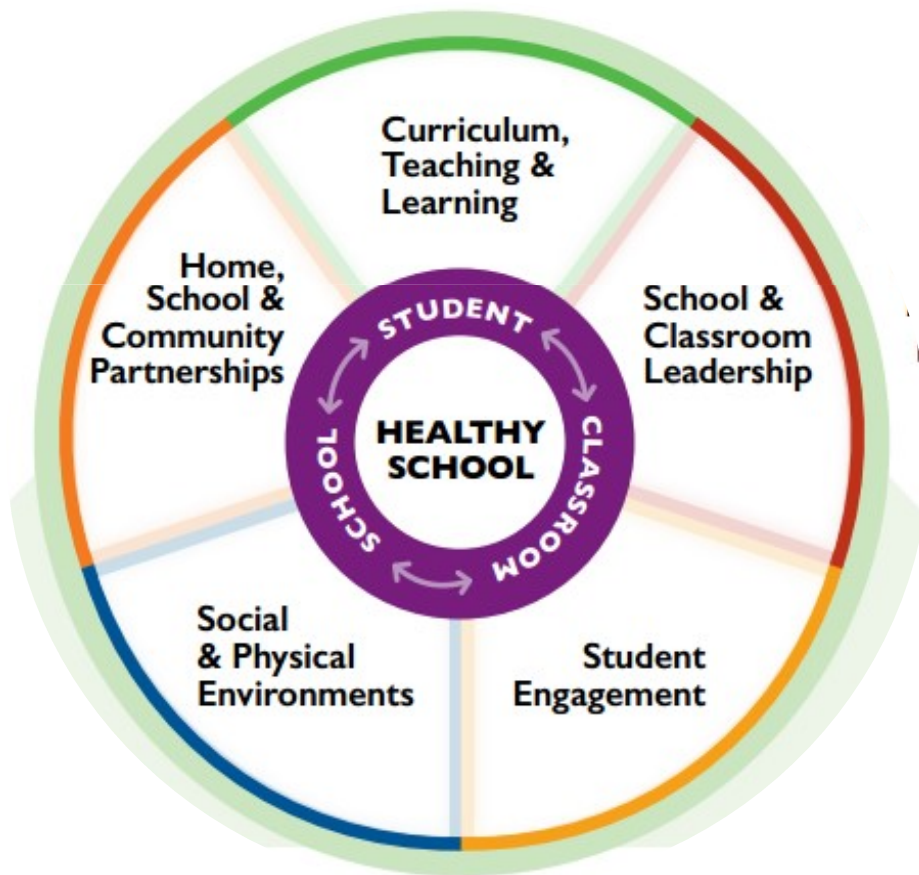 Curriculum,
Teaching &
Learning
Home,
School &
Community
Partnerships
School &
Classroom
Leadership
STUDENT
CLASSROOM
SCHOOL
HEALTHY
SCHOOL
Social
& Physical
Environments
Student
Engagement